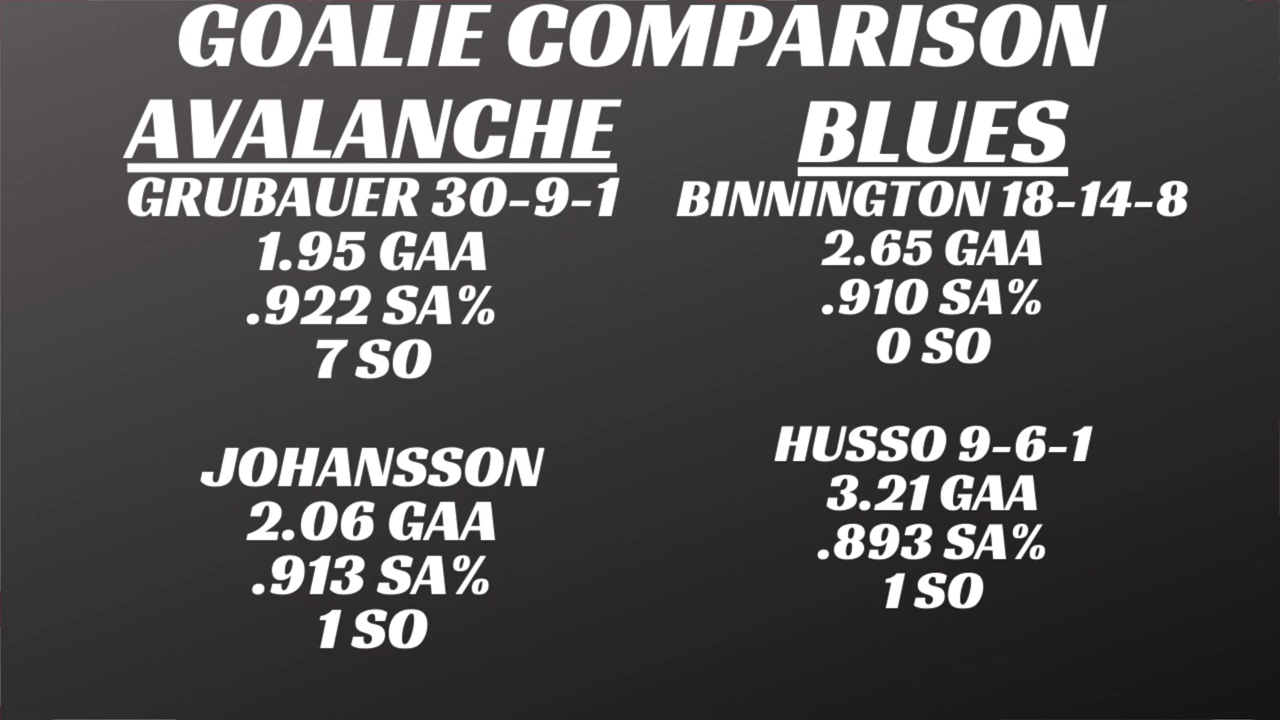 GOALIE COMPARISON
AVALANCHE
GRUBAUER 30-9-1
1.95 GAA
.922 SA%
7 SO
JOHANSSON
2.06 GAA
.913 SA%
1 SO
BLUES
BINNINGTON 18-14-8
2.65 GAA
.910 SA%
0 SO
HUSSO 9-6-1
3.21 GAA
.893 SA%
1 SO